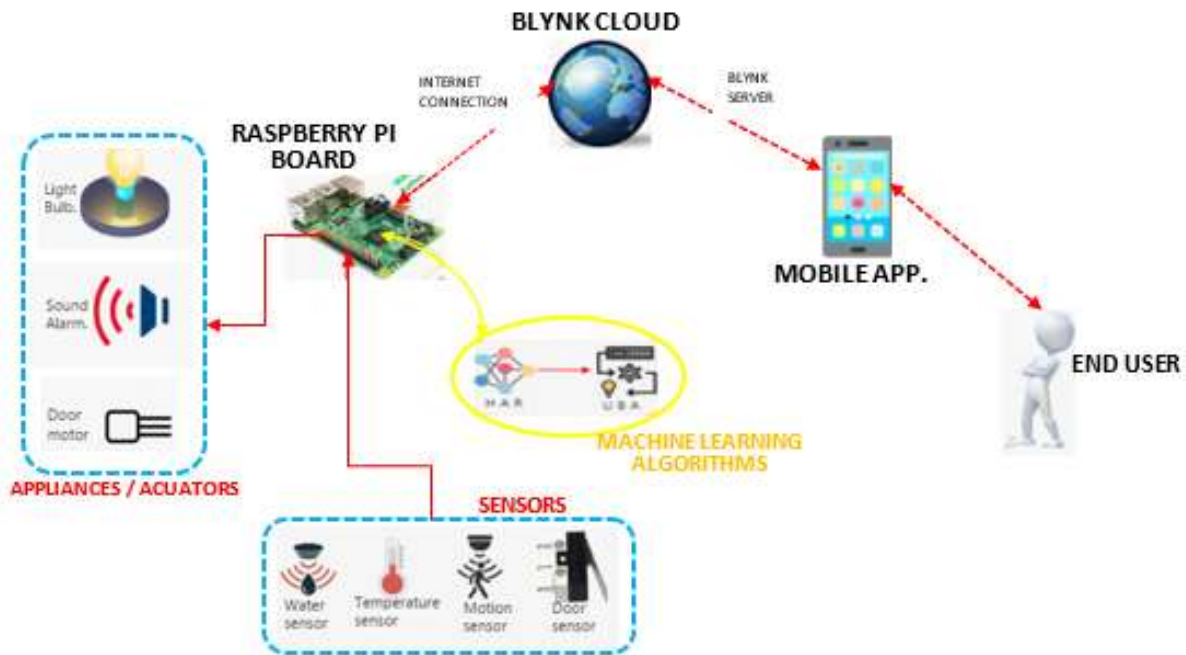 BLYNK CLOUD
INTERNET
CONNECTION
BLYNK
SERVER
RASPBERRY PI
BOARD
Light
Bulb.
Sound
Alarm.
Door
motor
APPLIANCES / ACUATORS
MOBILE APP.
END USER
H A R
U B A
MACHINE LEARNING
ALGORITHMS
SENSORS
Water
sensor
Temperature
sensor
Motion
sensor
Door
sensor